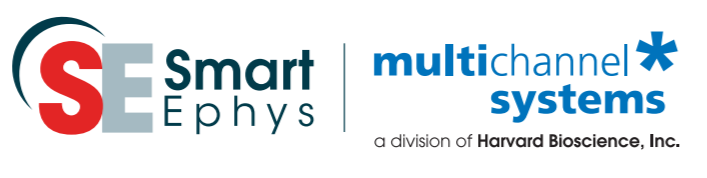 SE Smart
Ephys
multichannel*
systems
a division of Harvard Bioscience, Inc.